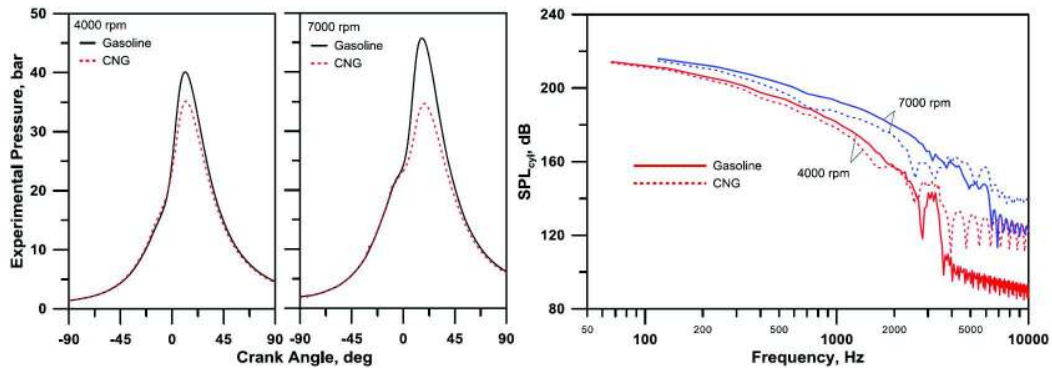 50
40
30
20
10
0
Experimental Pressure, bar
4000 rpm
Gasoline
CNG
-90
-45
0
45
90
7000 rpm
Gasoline
CNG
-90
-45
0
45
90
Crank Angle, deg
240
200
160
120
80
SPLcyl, dB
Gasoline
CNG
7000 rpm
4000 rpm
50
100
200
500
1000
2000
5000
10000
Frequency, Hz